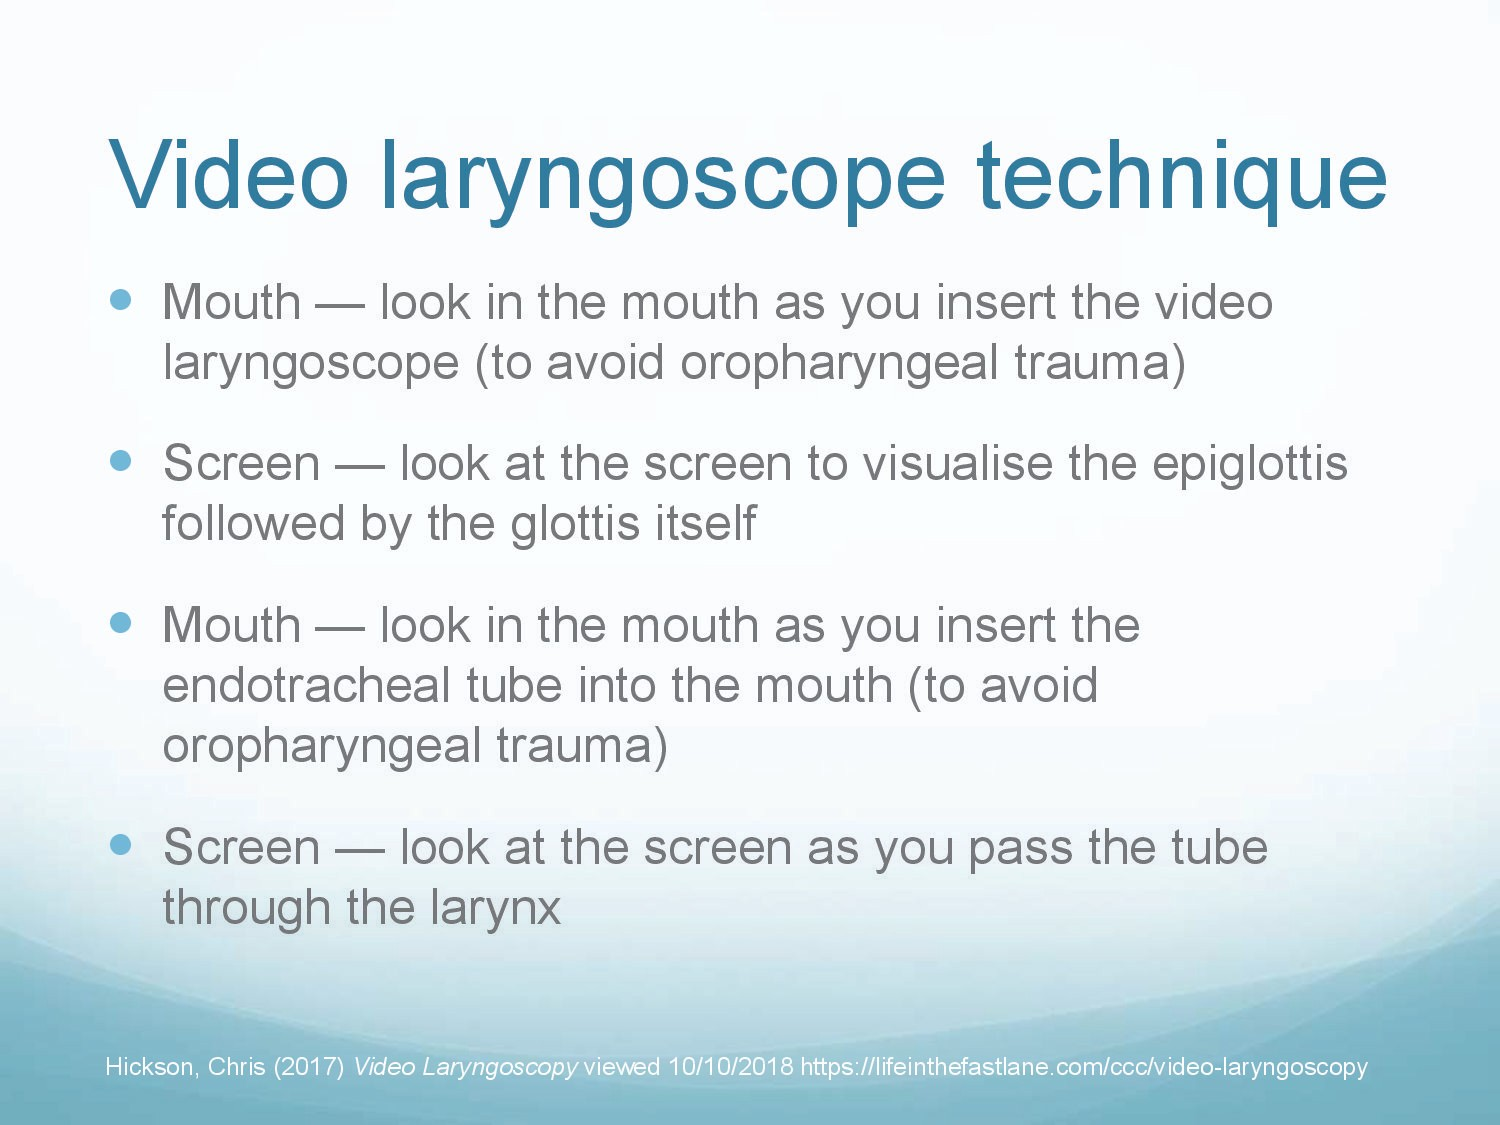 Video laryngoscope technique
Mouth — look in the mouth as you insert the video
laryngoscope (to avoid oropharyngeal trauma)
Screen — look at the screen to visualise the epiglottis
followed by the glottis itself
Mouth — look in the mouth as you insert the
endotracheal tube into the mouth (to avoid
oropharyngeal trauma)
Screen — look at the screen as you pass the tube
through the larynx
Hickson, Chris (2017) Video Laryngoscopy viewed 10/10/2018 https://lifeinthefastlane.com/ccc/video-laryngoscopy